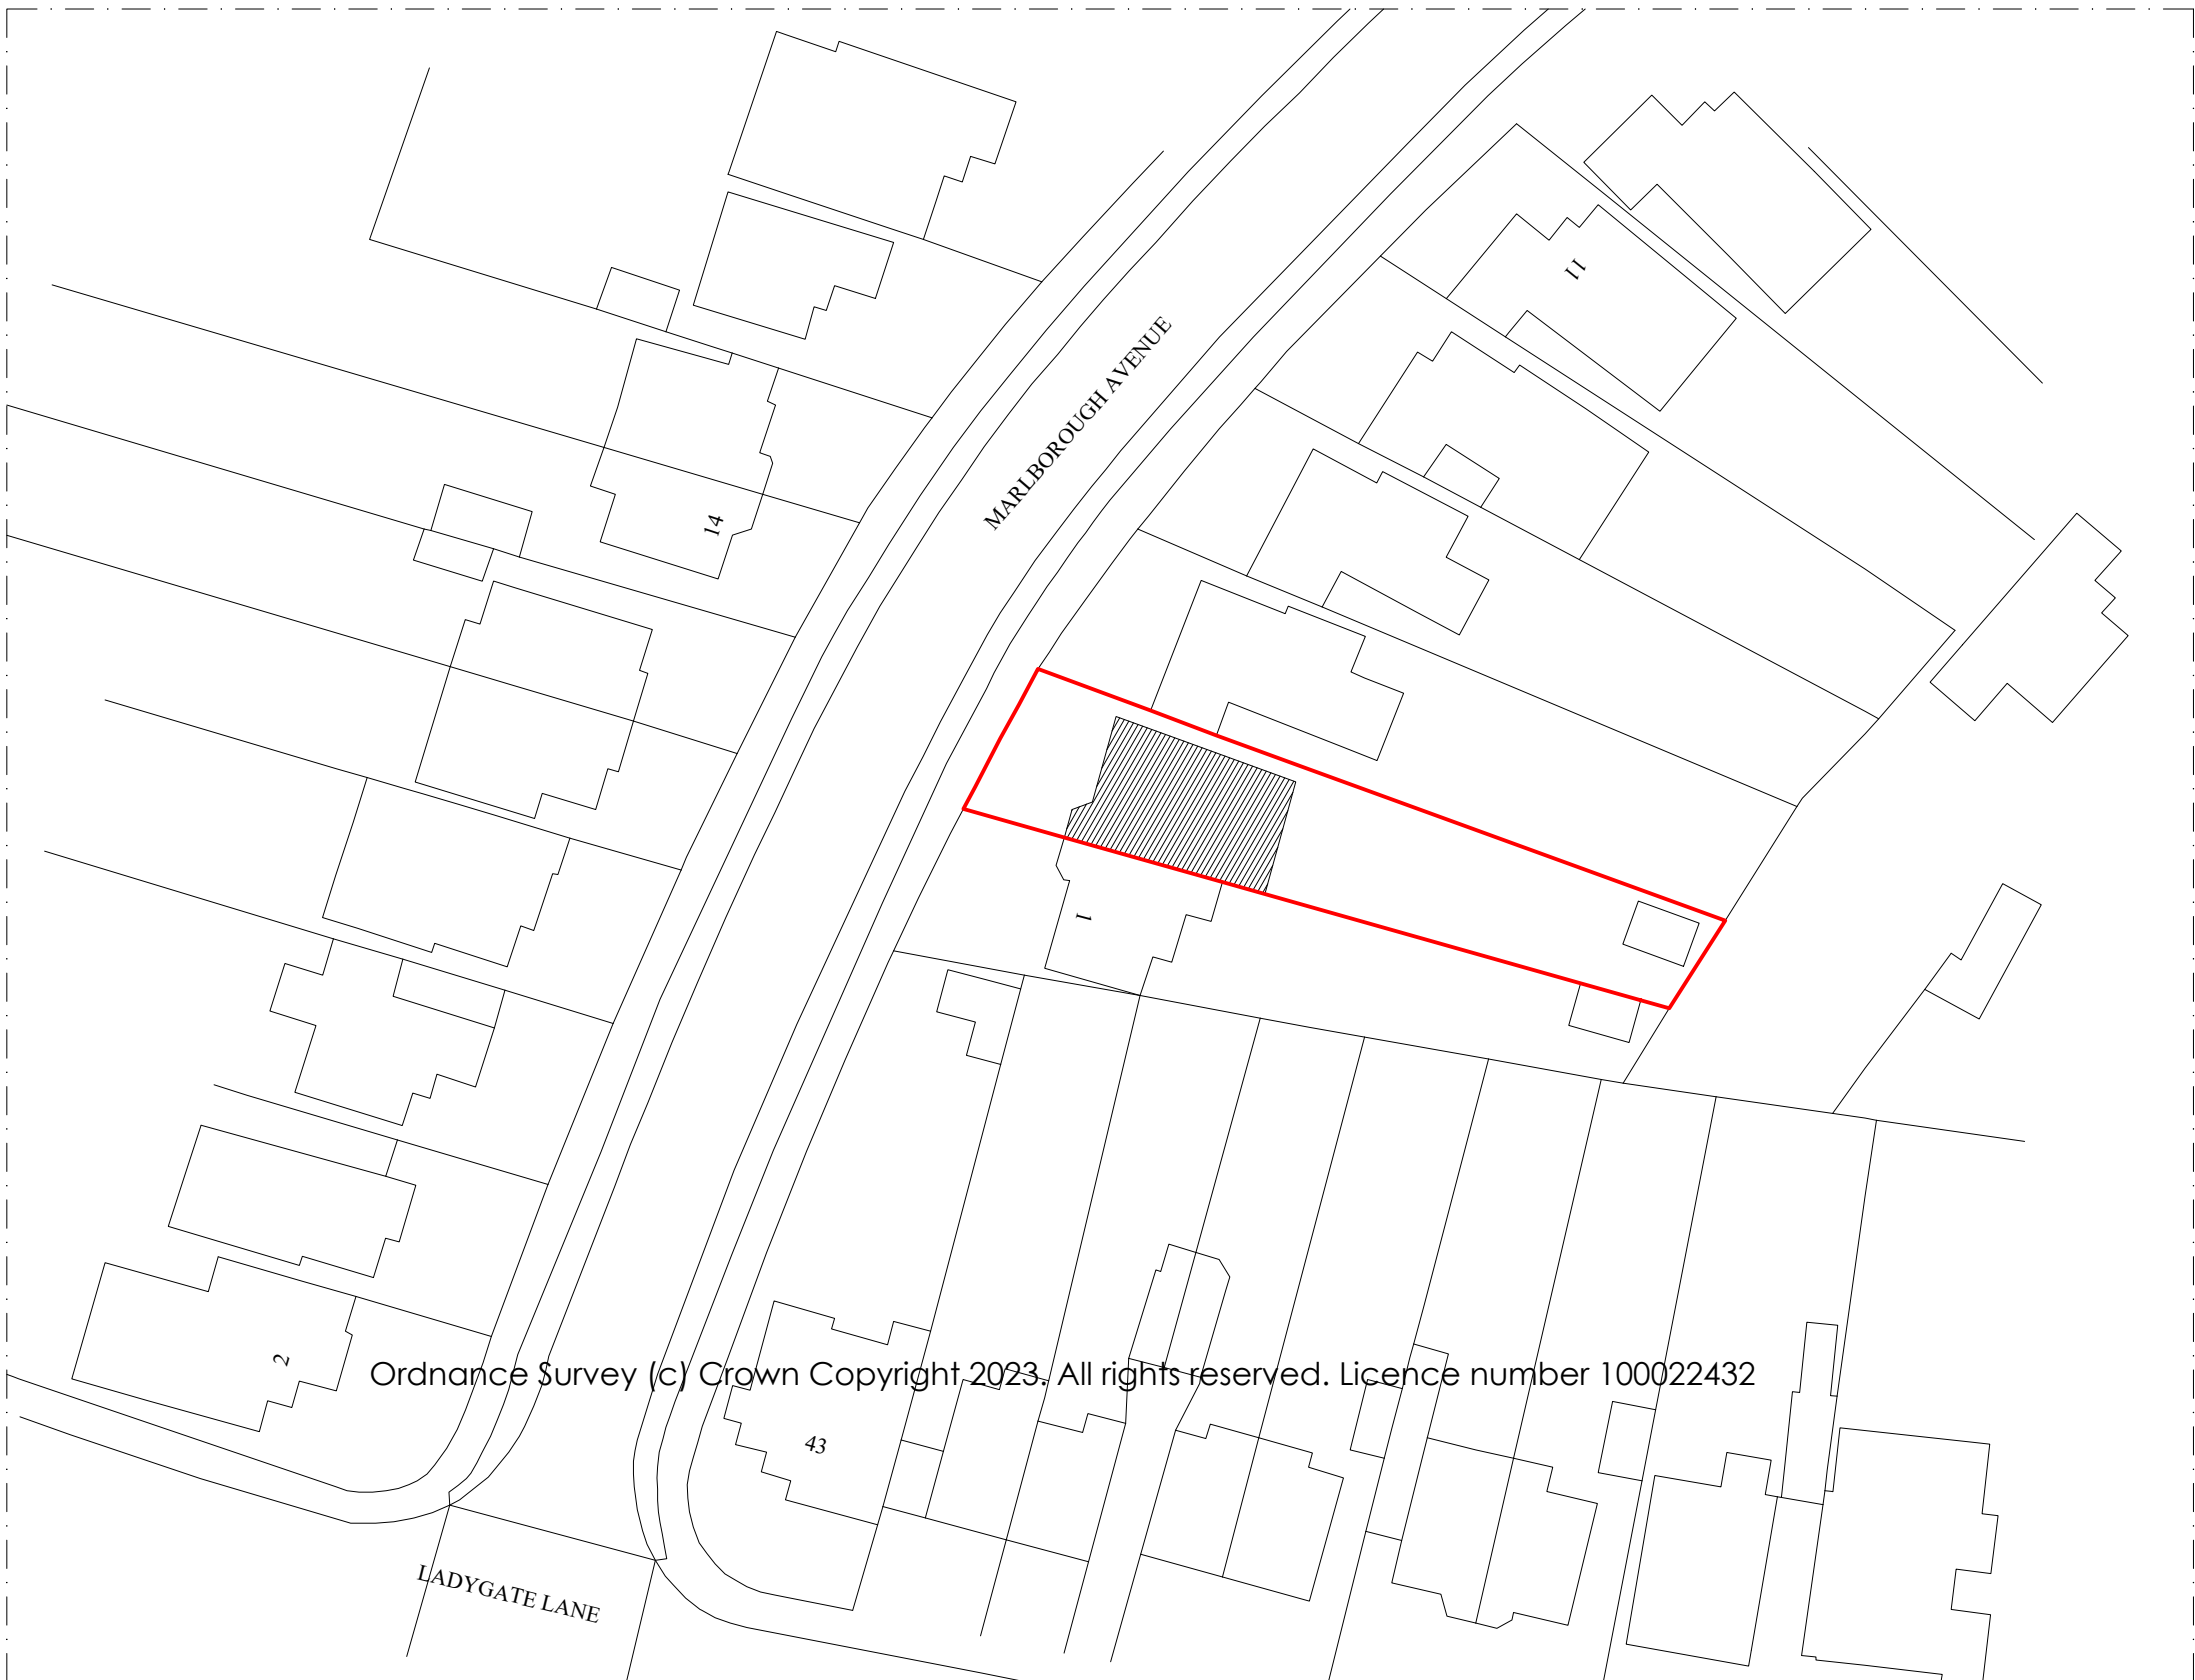 11
MARLBOROUGH AVENUE
14
1
2
Ordnance Survey (c) Crown Copyright 2023. All rights reserved. Licence number 100022432
43
LADYGATE LANE